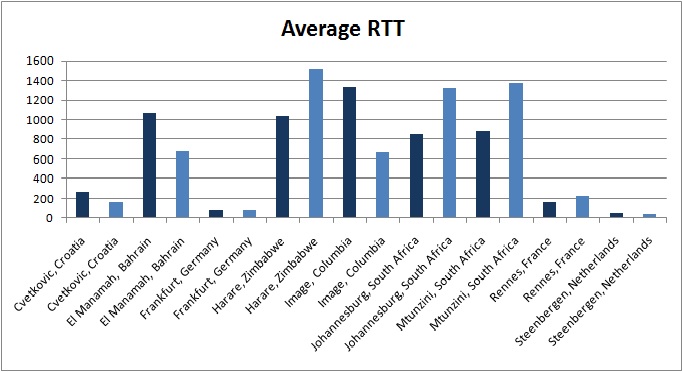 Average RTT
1600
1400
1200
1000
800
600
400
200
0
Cvetkovic, Croatia
Cvetkovic, Croatia
El Manamah, Bahrain
El Manamah, Bahrain
Frankfurt, Germany
Frankfurt, Germany
Harare, Zimbabwe
Harare, Zimbabwe
Image, Columbia
Image, Columbia
Johannesburg, South Africa
Johannesburg, South Africa
Mtunzini, South Africa
Mtunzini, South Africa
Rennes, France
Rennes, France
Steenbergen, Netherlands
Steenbergen, Netherlands